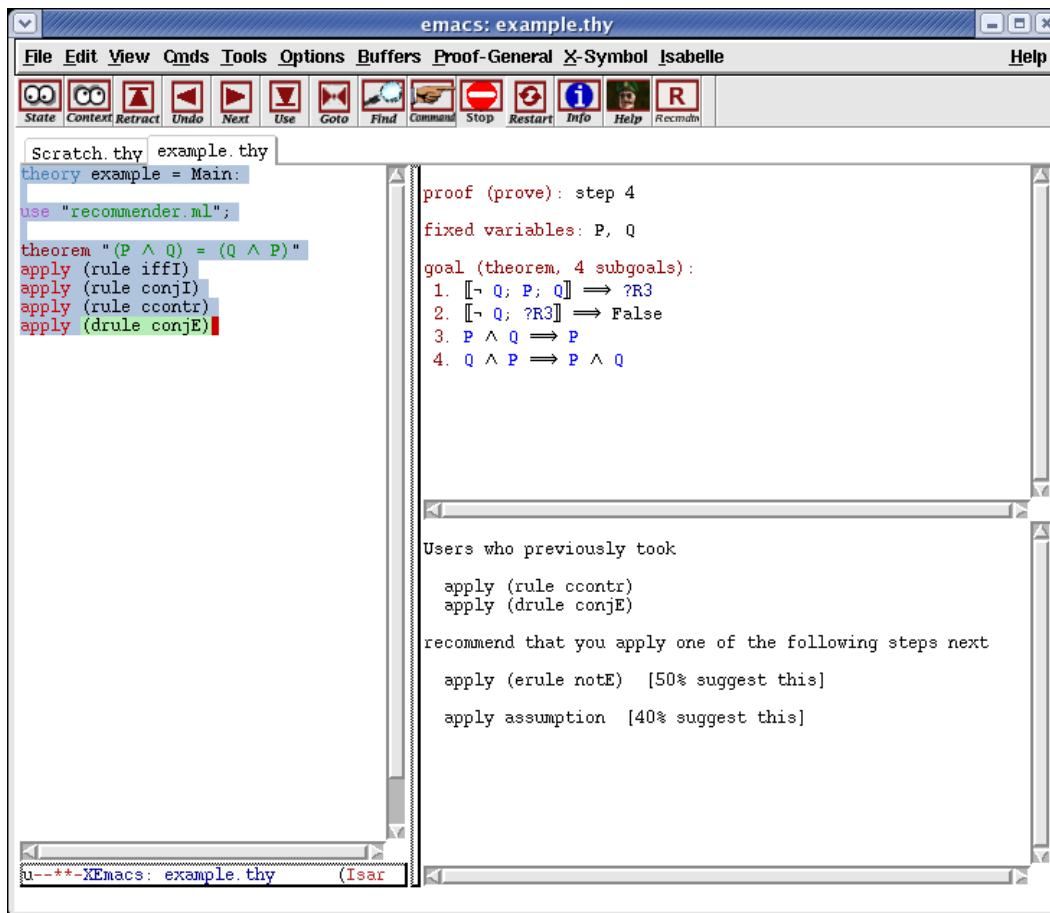 emacs: example.thy
File Edit View Cmds Tools Options Buffers Proof-General X-Symbol Isabelle Help
State Context Retract Undo Next Use Goto Find Command Stop Restart Info Help Recmdtn
R
Scratch.thy example.thy
theory example = Main:
use "recommender.ml";
theorem "(P ∧ Q) = (Q ∧ P)"
apply (rule iffI)
apply (rule conjI)
apply (rule ccontr)
apply (drule conjE)
u--**-XEmacs: example.thy (Isar
proof (prove): step 4
fixed variables: P, Q
goal (theorem, 4 subgoals):
1. ⟦¬ Q; P; Q⟧ ⟹ ?R3
2. ⟦¬ Q; ?R3⟧ ⟹ False
3. P ∧ Q ⟹ P
4. Q ∧ P ⟹ P ∧ Q
Users who previously took
apply (rule ccontr)
apply (drule conjE)
recommend that you apply one of the following steps next
apply (erule notE) [50% suggest this]
apply assumption [40% suggest this]